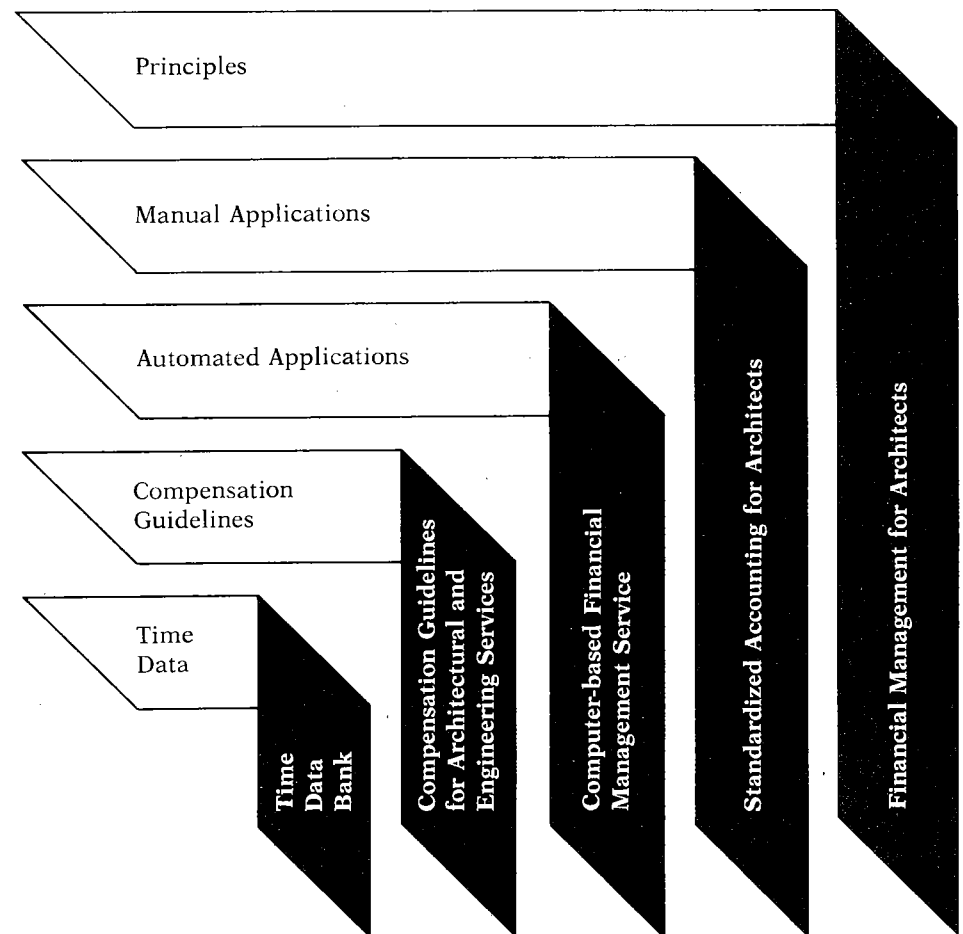 Principles
Manual Applications
Automated Applications
Compensation
Guidelines
Time
Data
Time
Data
Bank
Compensation Guidelines
for Architectural and
Engineering Services
Computer-based Financial
Management Service
Standardized Accounting for Architects
Financial Management for Architects